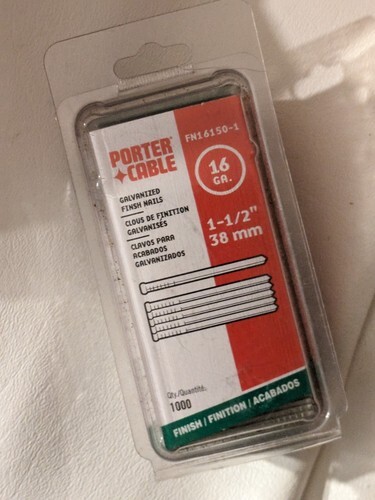 FN16150-1
PORTER
CABLE
16
GA.
GALVANIZED
FINISH NAILS
CLOUS DE FINITION
GALVANISÉS
CLAVOS PARA
ACABADOS
GALVANIZADOS
1-1/2"
38 mm
Qty./Quantité:
1000
FINISH / FINITION / ACABADOS